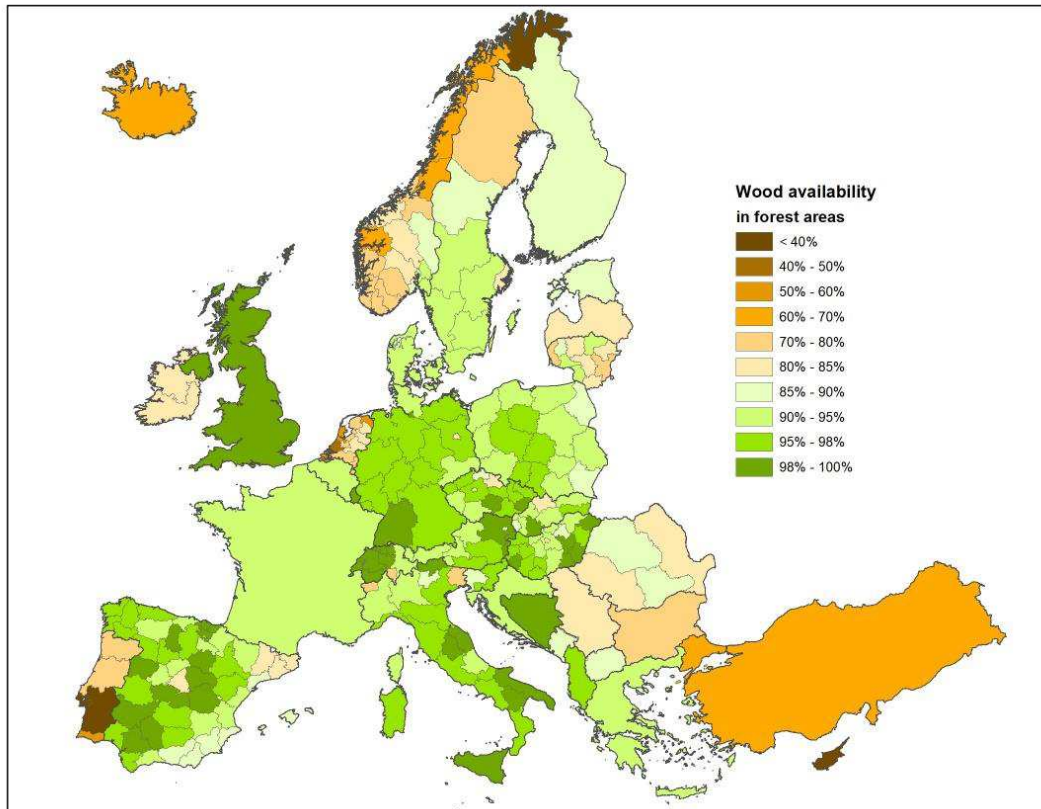 Wood availability
in forest areas
< 40%
40% - 50%
50% - 60%
60% - 70%
70% - 80%
80% - 85%
85% - 90%
90% - 95%
95% - 98%
98% - 100%